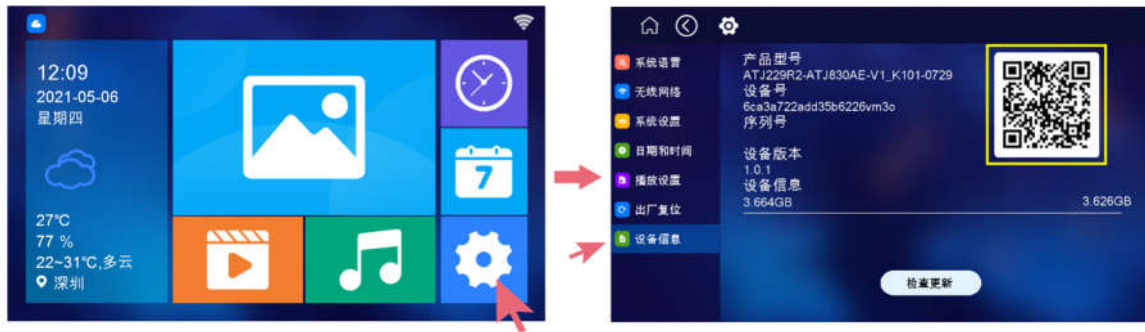 12:09
2021-05-06
星期四
27℃
77 %
22~31℃,多云
深圳
7
系统语言
无线网络
系统设置
日期和时间
播放设置
出厂复位
设备信息
产品型号
ATJ229R2-ATJ830AE-V1_K101-0729
设备号
6ca3a722add35b6226vm3o
序列号
设备版本
1.0.1
设备信息
3.664GB 3.626GB
检查更新